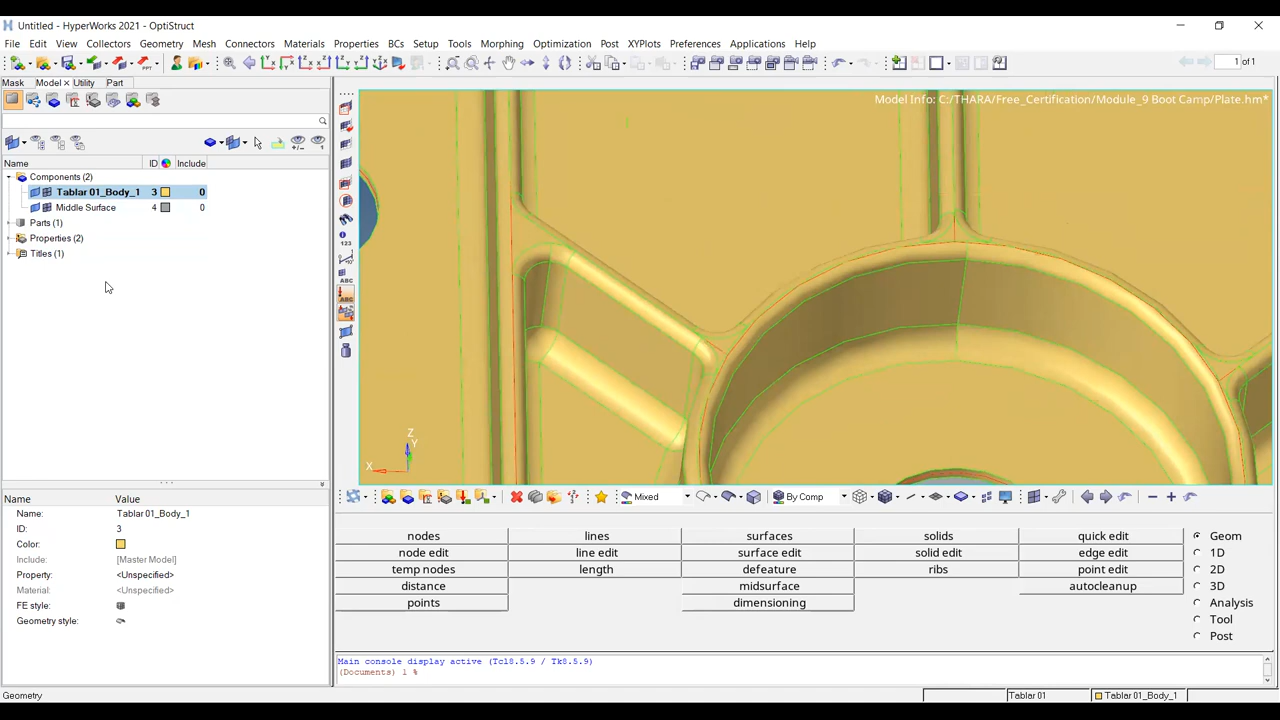 Untitled - HyperWorks 2021 - OptiStruct
File Edit View Collectors Geometry Mesh Connectors Materials Properties BCs Setup Tools Morphing Optimization Post XYPlots Preferences Applications Help
1 of 1
Mask Model × Utility Part
Model Info: C:/THARA/Free_Certification/Module_9 Boot Camp/Plate.hm*
Name ID Include
Components (2)
Tablar 01_Body_1 3 0
Middle Surface 4 0
Parts (1)
Properties (2)
Titles (1)
123
ABC
ABC
Z
Y
X
Name Value
Name: Tablar 01_Body_1
ID: 3
Color:
Include: [Master Model]
Property: <Unspecified>
Material: <Unspecified>
FE style:
Geometry style:
Mixed By Comp
nodes lines surfaces solids quick edit Geom
node edit line edit surface edit solid edit edge edit 1D
temp nodes length defeature ribs point edit 2D
distance midsurface autocleanup 3D
points dimensioning Analysis
Tool
Post
Main console display active (Tcl8.5.9 / Tk8.5.9)
(Documents) 1 %
Geometry Tablar 01 Tablar 01_Body_1